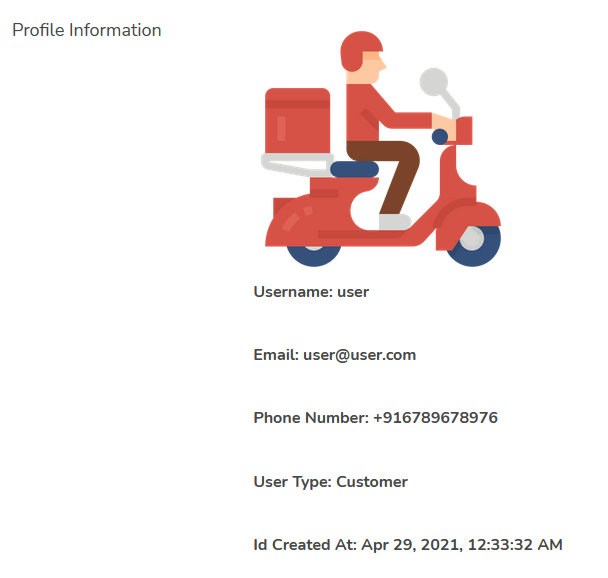 Profile Information
Username: user
Email: user@user.com
Phone Number: +916789678976
User Type: Customer
Id Created At: Apr 29, 2021, 12:33:32 AM